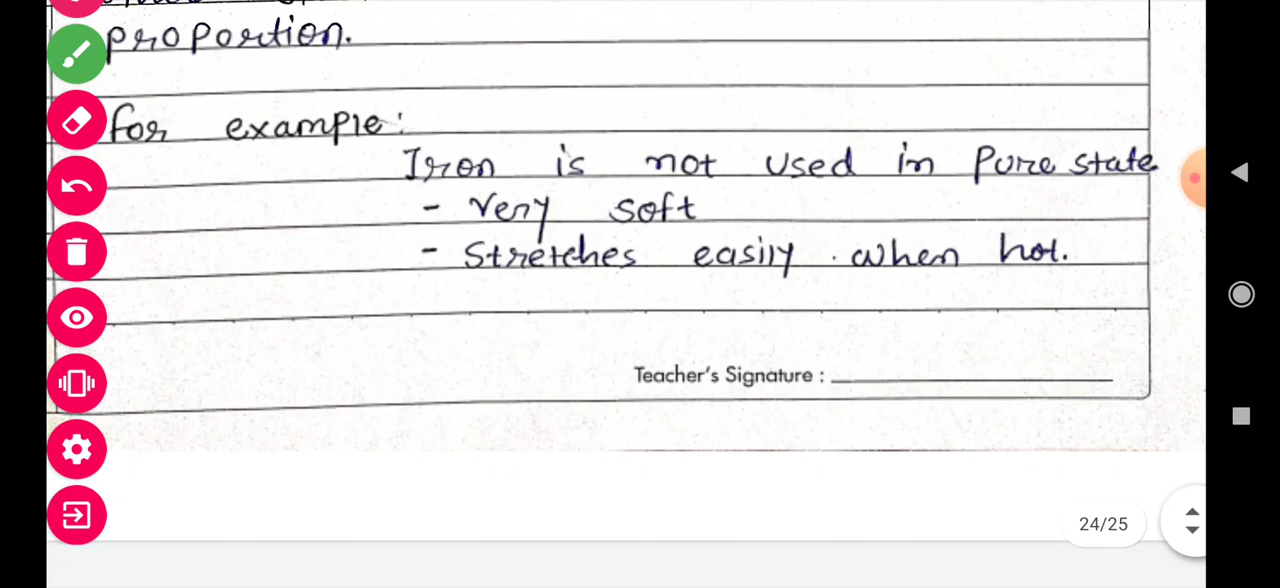 proportion.
for example:
Iron is not used in Pure state
- very soft
- Stretches easily when hot.
Teacher's Signature :
24/25